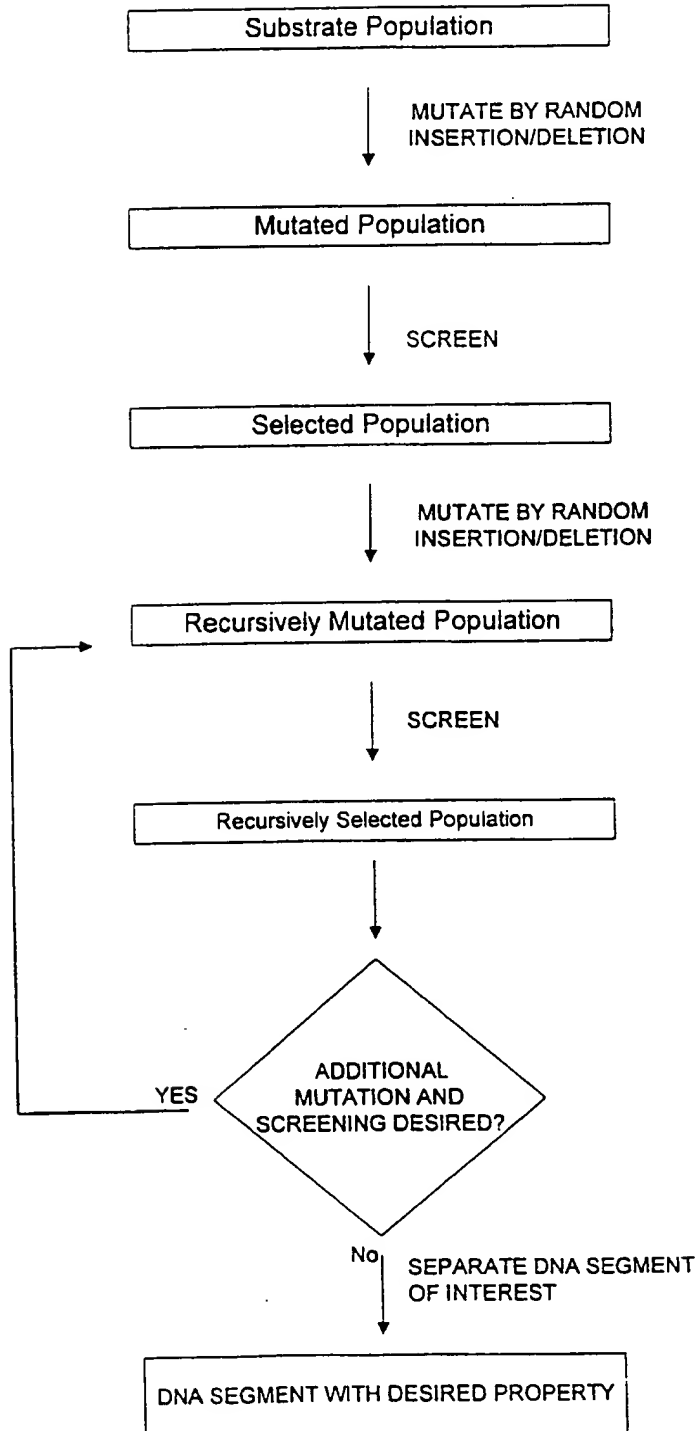 Substrate Population
MUTATE BY RANDOM
INSERTION/DELETION
Mutated Population
SCREEN
Selected Population
MUTATE BY RANDOM
INSERTION/DELETION
Recursively Mutated Population
SCREEN
Recursively Selected Population
YES
ADDITIONAL
MUTATION AND
SCREENING DESIRED?
No
SEPARATE DNA SEGMENT
OF INTEREST
DNA SEGMENT WITH DESIRED PROPERTY